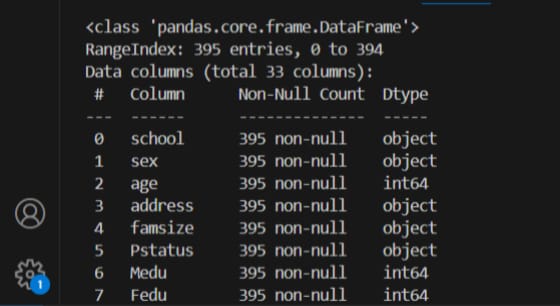 <class 'pandas.core.frame.DataFrame'>
RangeIndex: 395 entries, 0 to 394
Data columns (total 33 columns):
 #   Column      Non-Null Count  Dtype
---  ------      --------------  -----
 0   school      395 non-null    object
 1   sex         395 non-null    object
 2   age         395 non-null    int64
 3   address     395 non-null    object
 4   famsize     395 non-null    object
 5   Pstatus     395 non-null    object
 6   Medu        395 non-null    int64
 7   Fedu        395 non-null    int64
1